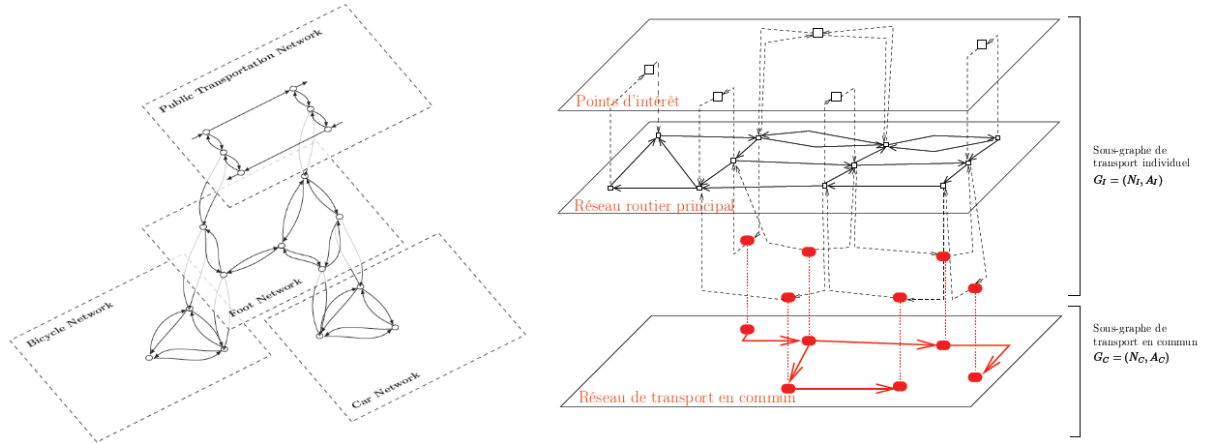 Public Transportation Network
Foot Network
Bicycle Network
Car Network
Points d'intérêt
Réseau routier principal
Réseau de transport en commun
Sous-graphe de
transport individuel
G_I = (N_I, A_I)
Sous-graphe de
transport en commun
G_C = (N_C, A_C)